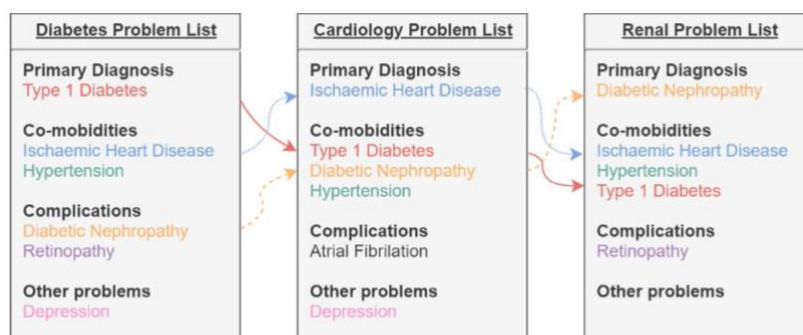 Diabetes Problem List
Primary Diagnosis
Type 1 Diabetes
Co-mobidities
Ischaemic Heart Disease
Hypertension
Complications
Diabetic Nephropathy
Retinopathy
Other problems
Depression
Cardiology Problem List
Primary Diagnosis
Ischaemic Heart Disease
Co-mobidities
Type 1 Diabetes
Diabetic Nephropathy
Hypertension
Complications
Atrial Fibrilation
Other problems
Depression
Renal Problem List
Primary Diagnosis
Diabetic Nephropathy
Co-mobidities
Ischaemic Heart Disease
Hypertension
Type 1 Diabetes
Complications
Retinopathy
Other problems